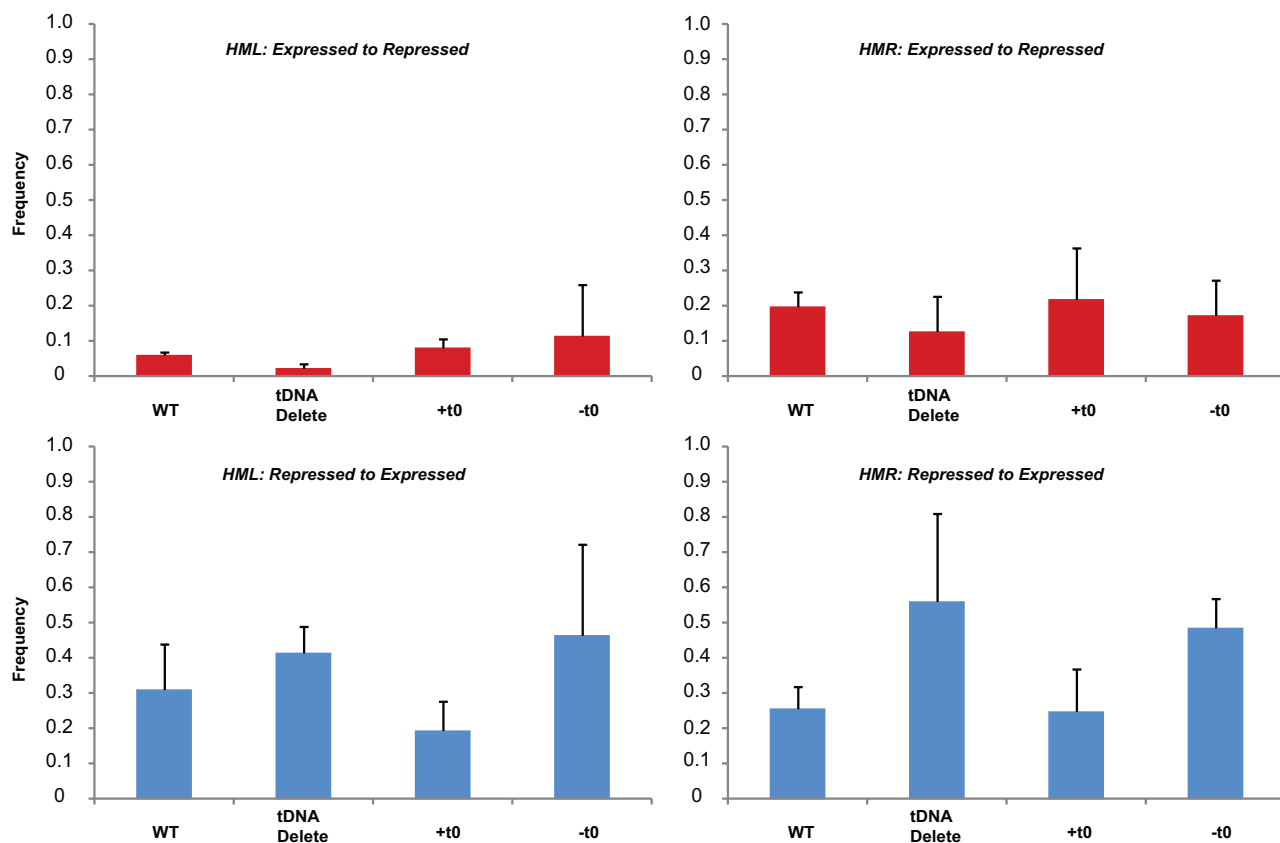 HML: Expressed to Repressed
Frequency
1.0
0.9
0.8
0.7
0.6
0.5
0.4
0.3
0.2
0.1
0
WT
tDNA
Delete
+t0
-t0
HMR: Expressed to Repressed
1.0
0.9
0.8
0.7
0.6
0.5
0.4
0.3
0.2
0.1
0
WT
tDNA
Delete
+t0
-t0
HML: Repressed to Expressed
Frequency
1.0
0.9
0.8
0.7
0.6
0.5
0.4
0.3
0.2
0.1
0
WT
tDNA
Delete
+t0
-t0
HMR: Repressed to Expressed
1.0
0.9
0.8
0.7
0.6
0.5
0.4
0.3
0.2
0.1
0
WT
tDNA
Delete
+t0
-t0